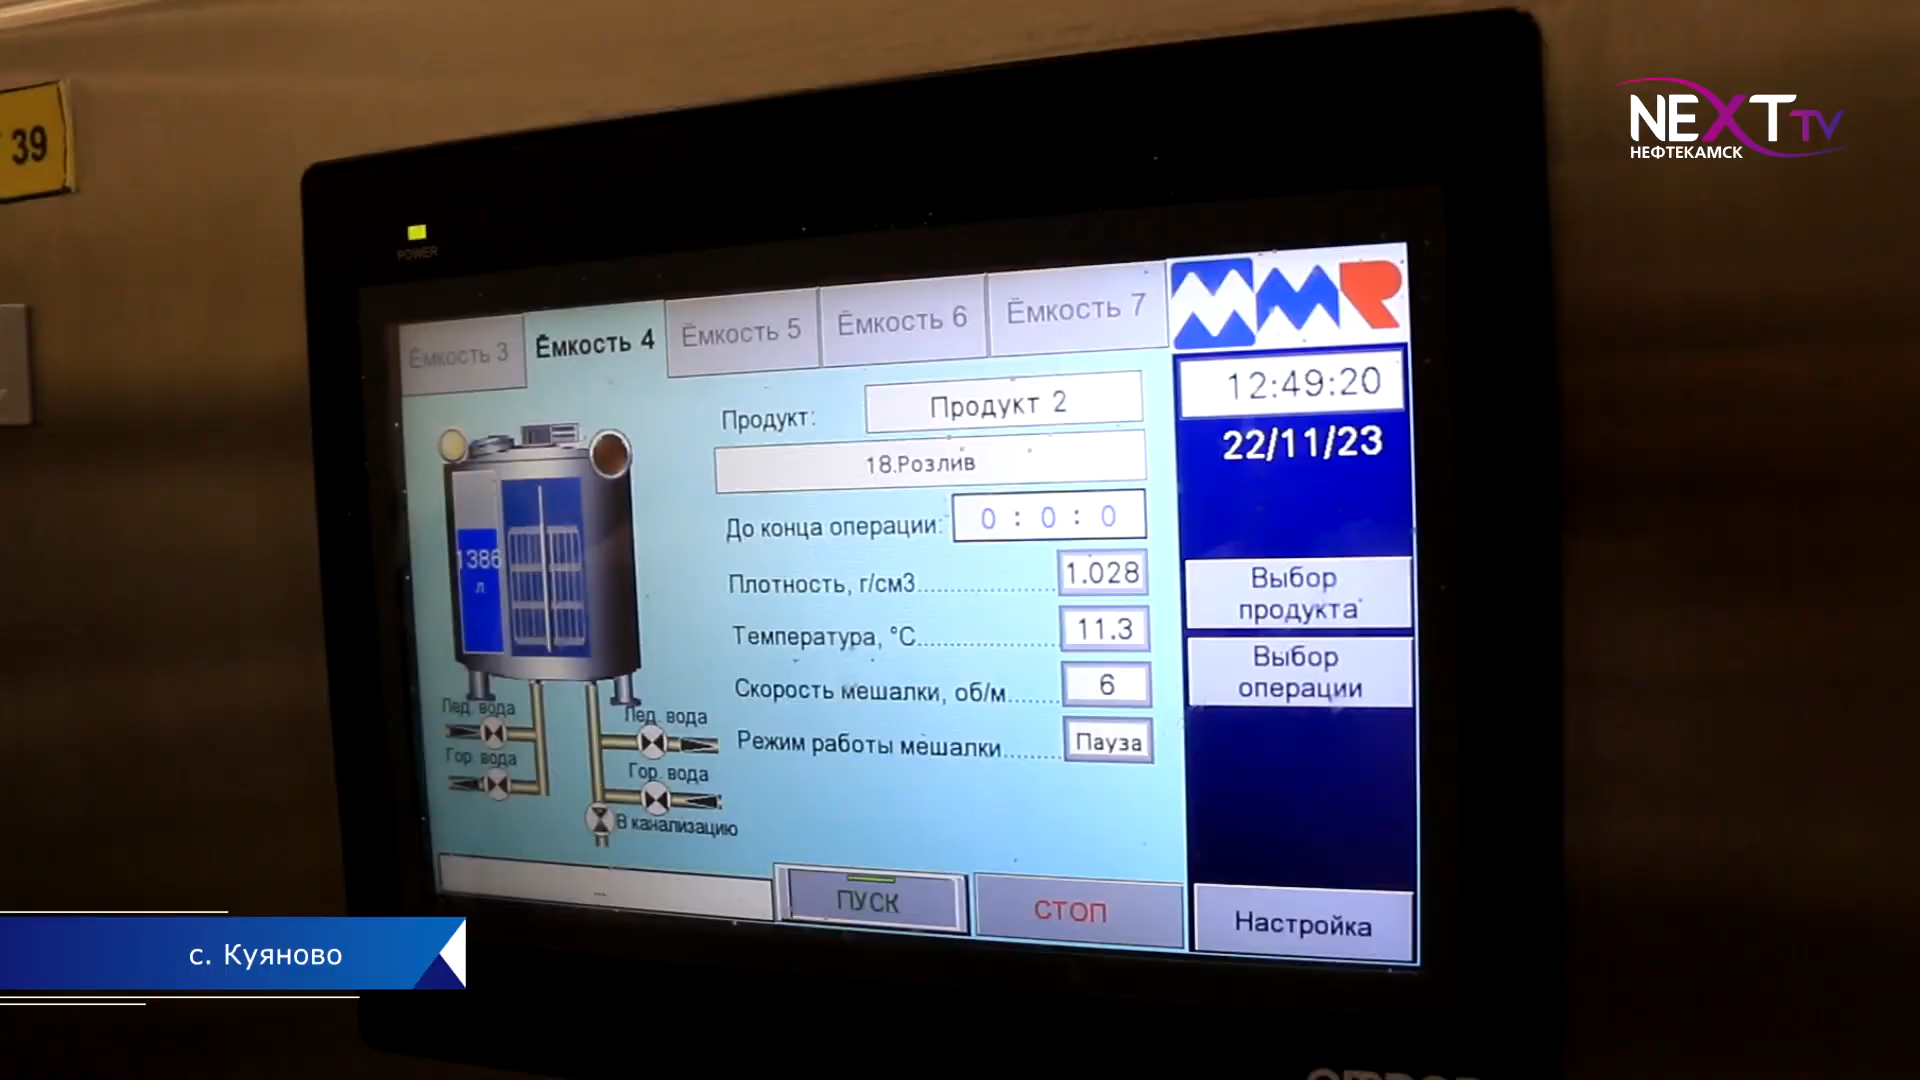 39
NEXT TV
НЕФТЕКАМСК
POWER
Ёмкость 3
Ёмкость 4
Ёмкость 5
Ёмкость 6
Ёмкость 7
MMR
12:49:20
22/11/23
Продукт: Продукт 2
18.Розлив
До конца операции: 0 : 0 : 0
Плотность, г/см3 1.028
Температура, °C 11.3
Скорость мешалки, об/м 6
Режим работы мешалки Пауза
1386
л
Лед. вода
Гор. вода
Лед. вода
Гор. вода
В канализацию
Выбор
продукта
Выбор
операции
...
ПУСК
СТОП
Настройка
с. Куяново